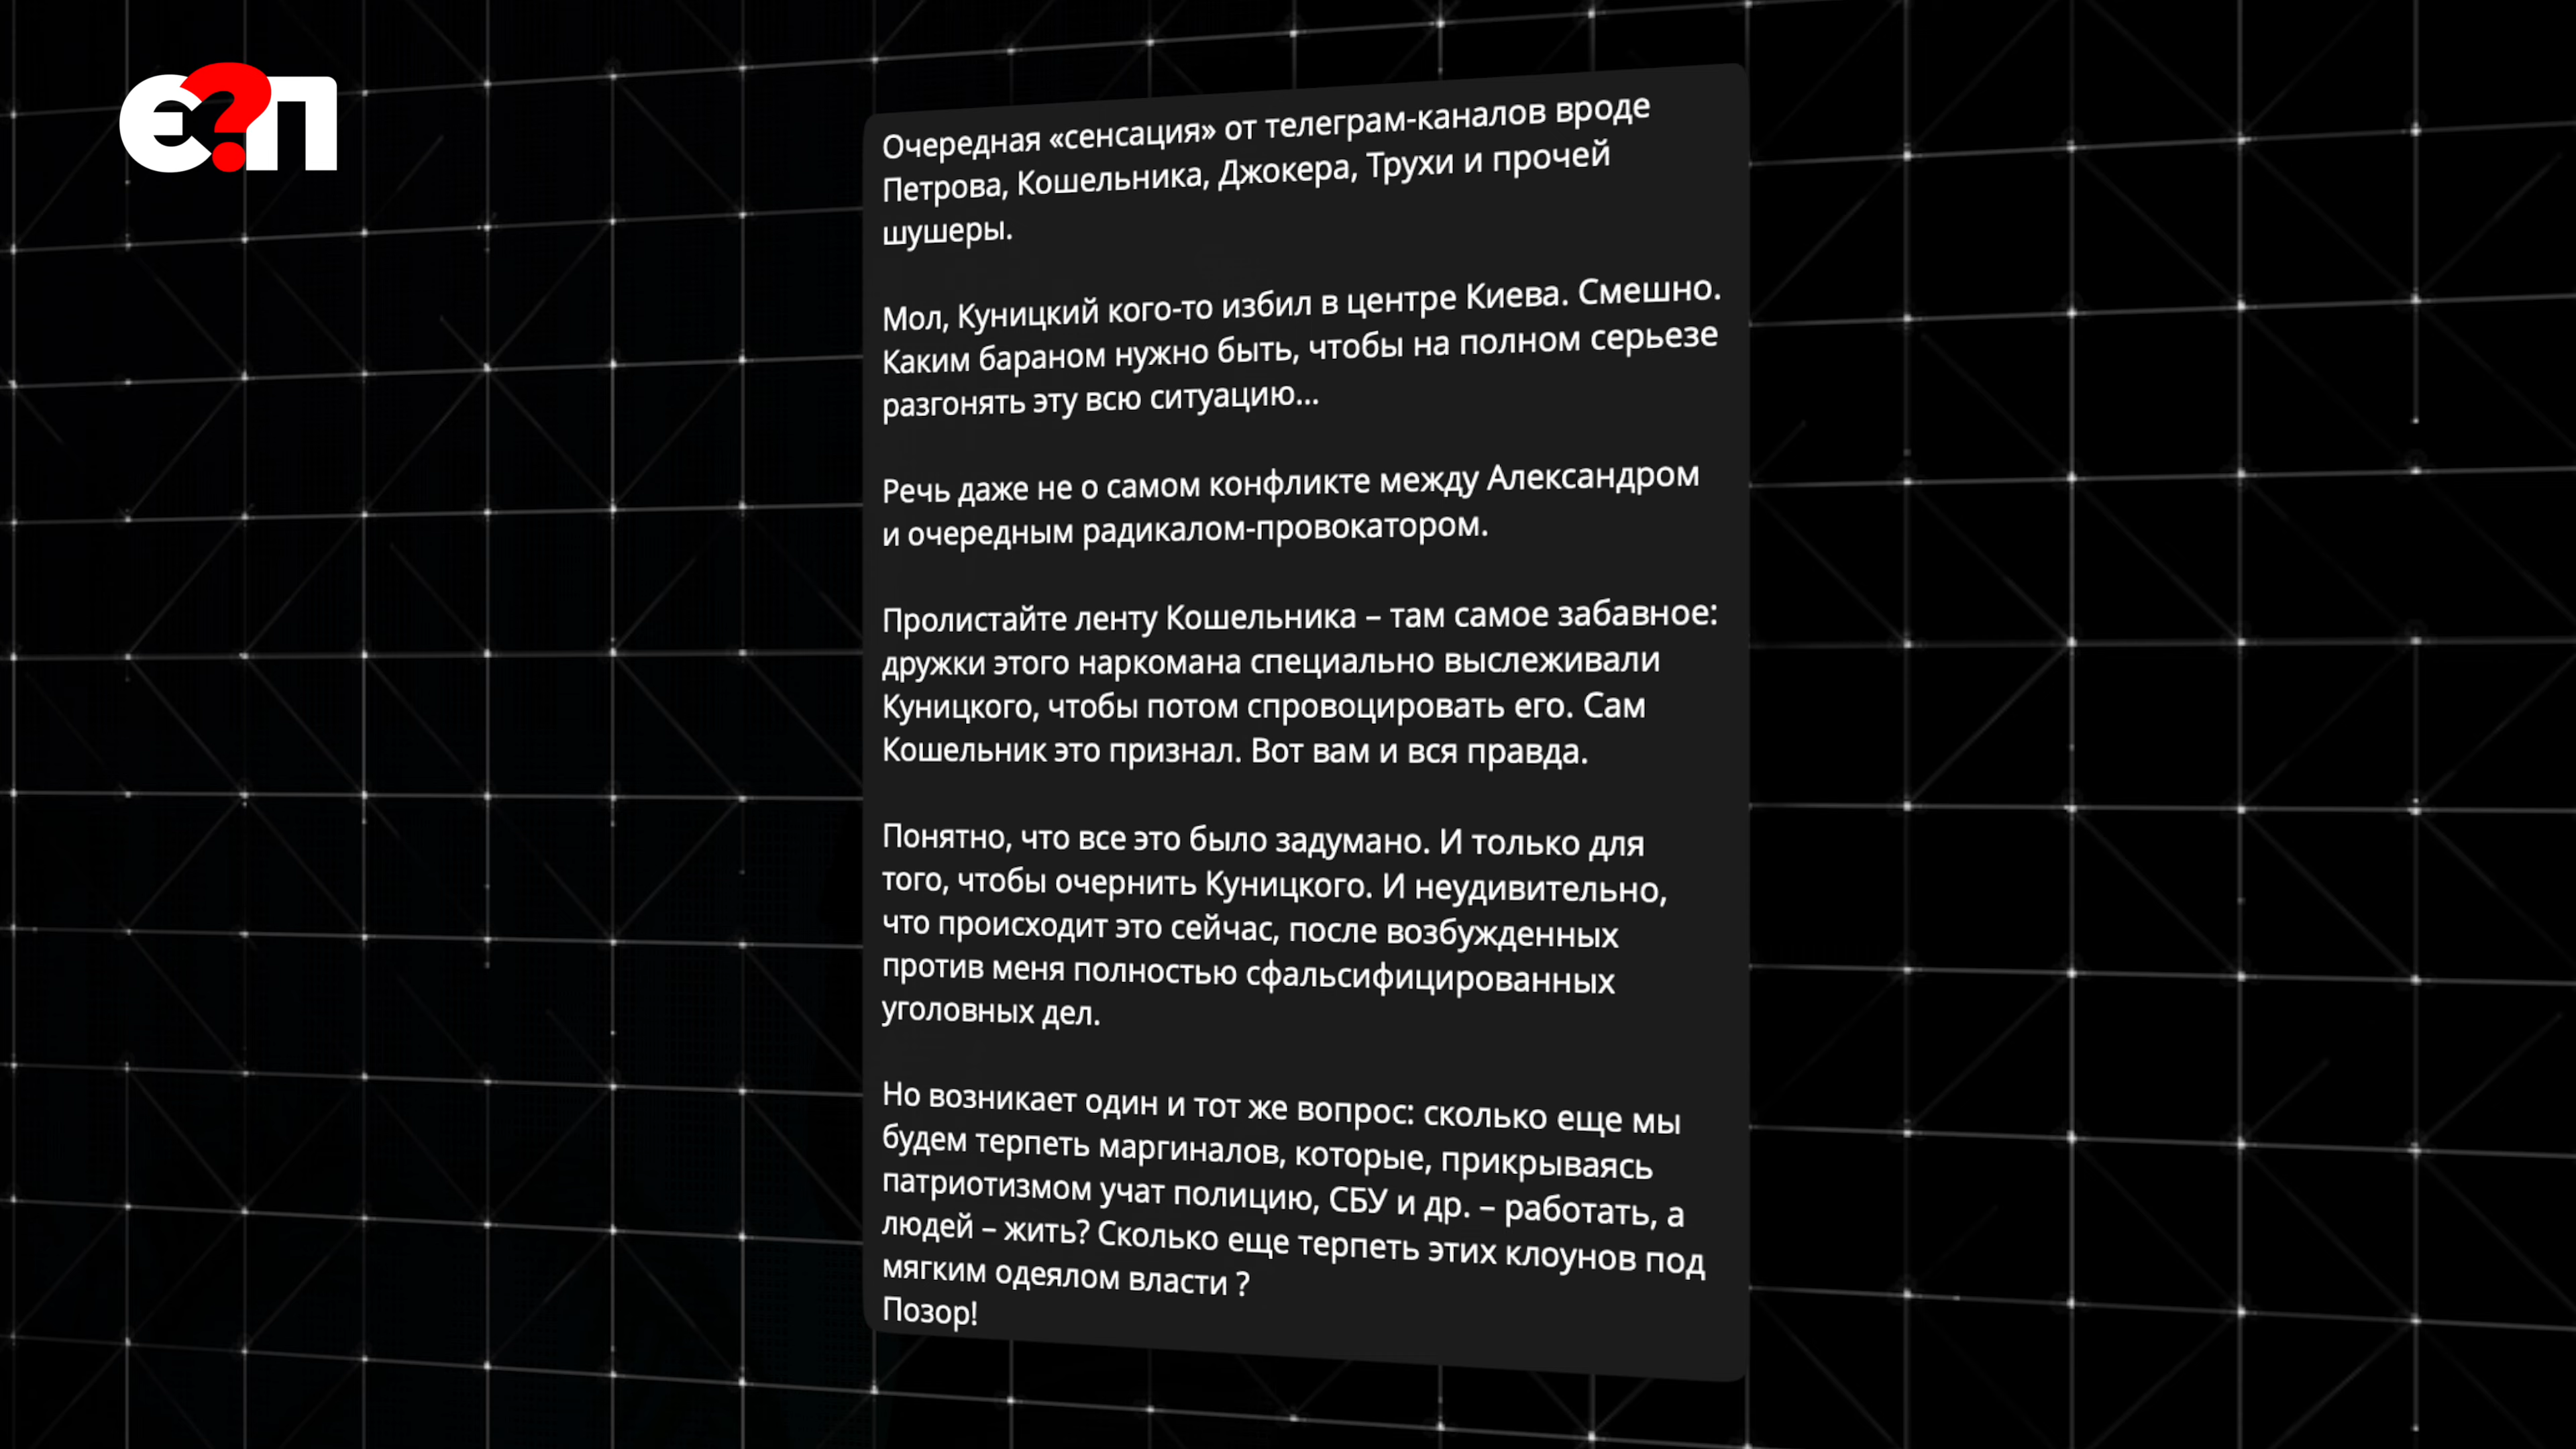 Є?П
Очередная «сенсация» от телеграм-каналов вроде
Петрова, Кошельника, Джокера, Трухи и прочей
шушеры.
Мол, Куницкий кого-то избил в центре Киева. Смешно.
Каким бараном нужно быть, чтобы на полном серьезе
разгонять эту всю ситуацию...
Речь даже не о самом конфликте между Александром
и очередным радикалом-провокатором.
Пролистайте ленту Кошельника – там самое забавное:
дружки этого наркомана специально выслеживали
Куницкого, чтобы потом спровоцировать его. Сам
Кошельник это признал. Вот вам и вся правда.
Понятно, что все это было задумано. И только для
того, чтобы очернить Куницкого. И неудивительно,
что происходит это сейчас, после возбужденных
против меня полностью сфальсифицированных
уголовных дел.
Но возникает один и тот же вопрос: сколько еще мы
будем терпеть маргиналов, которые, прикрываясь
патриотизмом учат полицию, СБУ и др. – работать, а
людей – жить? Сколько еще терпеть этих клоунов под
мягким одеялом власти ?
Позор!